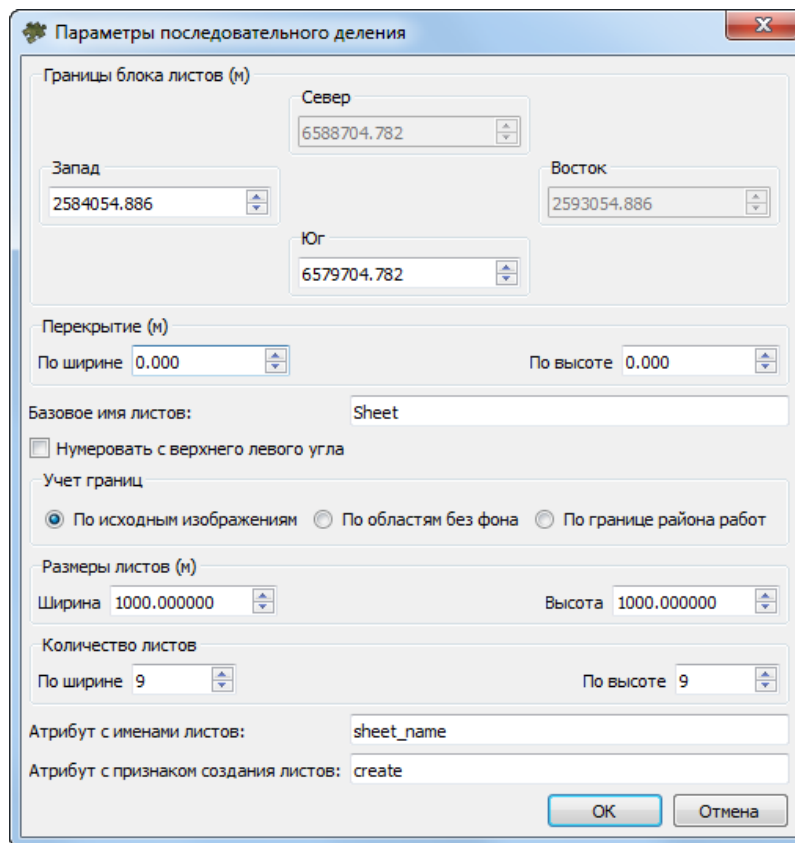 Параметры последовательного деления
Границы блока листов (м)
Север
6588704.782
Запад
Восток
2584054.886
2593054.886
Юг
6579704.782
Перекрытие (м)
По ширине 0.000 По высоте 0.000
Базовое имя листов: Sheet
Нумеровать с верхнего левого угла
Учет границ
По исходным изображениям По областям без фона По границе района работ
Размеры листов (м)
Ширина 1000.000000 Высота 1000.000000
Количество листов
По ширине 9 По высоте 9
Атрибут с именами листов: sheet_name
Атрибут с признаком создания листов: create
OK Отмена